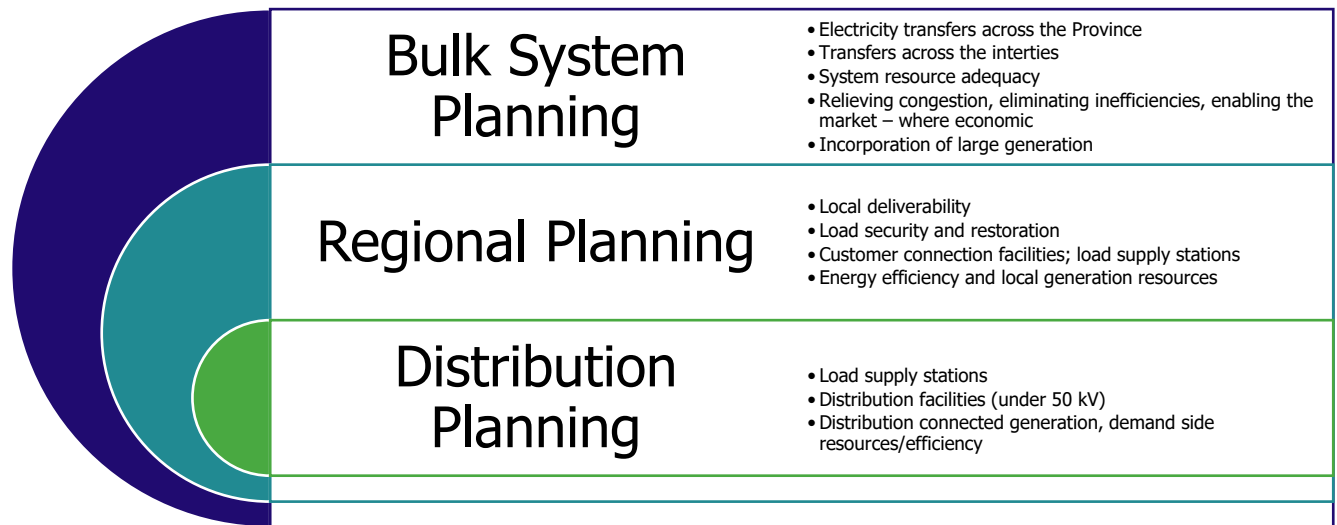 Bulk System
Planning
• Electricity transfers across the Province
• Transfers across the interties
• System resource adequacy
• Relieving congestion, eliminating inefficiencies, enabling the
market – where economic
• Incorporation of large generation
Regional Planning
• Local deliverability
• Load security and restoration
• Customer connection facilities; load supply stations
• Energy efficiency and local generation resources
Distribution
Planning
• Load supply stations
• Distribution facilities (under 50 kV)
• Distribution connected generation, demand side
resources/efficiency